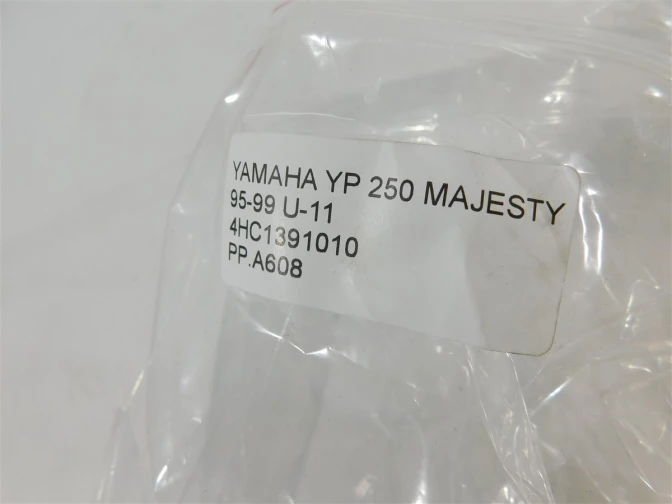 YAMAHA YP 250 MAJESTY
95-99 U-11
4HC1391010
PP.A608